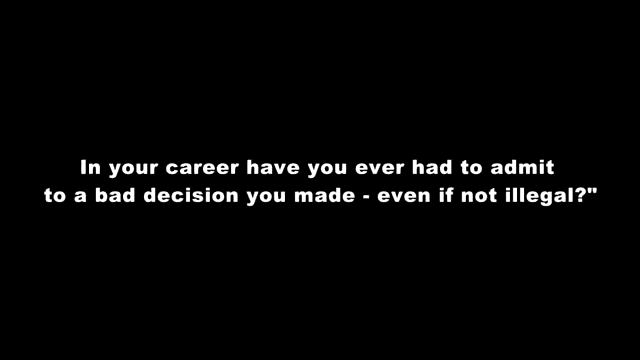 In your career have you ever had to admit
to a bad decision you made - even if not illegal?"